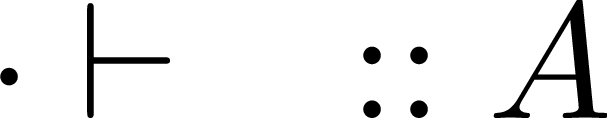 · ⊢ :: A